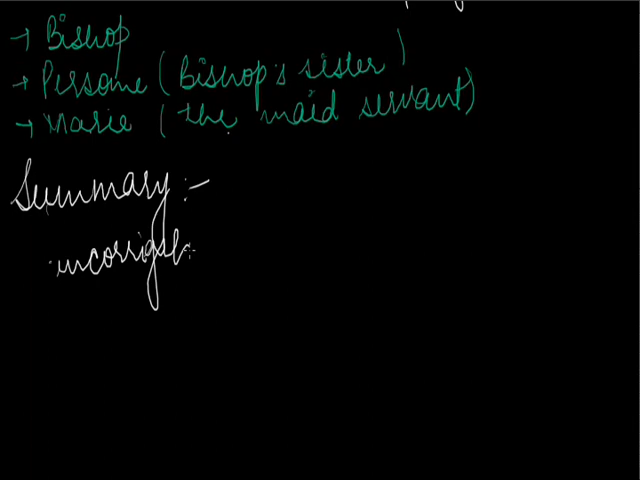 → Bishop
→ Persome (Bishop's sister)
→ Marie (the maid servant)
Summary :-